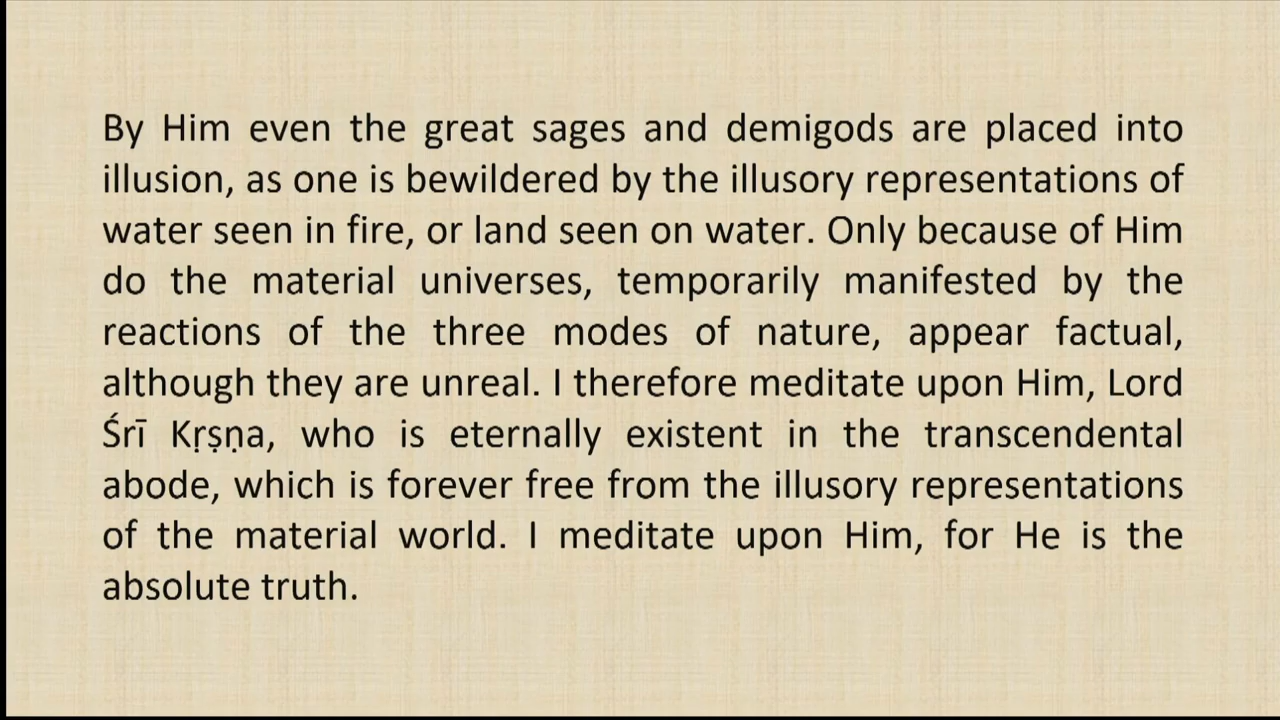 By Him even the great sages and demigods are placed into
illusion, as one is bewildered by the illusory representations of
water seen in fire, or land seen on water. Only because of Him
do the material universes, temporarily manifested by the
reactions of the three modes of nature, appear factual,
although they are unreal. I therefore meditate upon Him, Lord
Śrī Kṛṣṇa, who is eternally existent in the transcendental
abode, which is forever free from the illusory representations
of the material world. I meditate upon Him, for He is the
absolute truth.